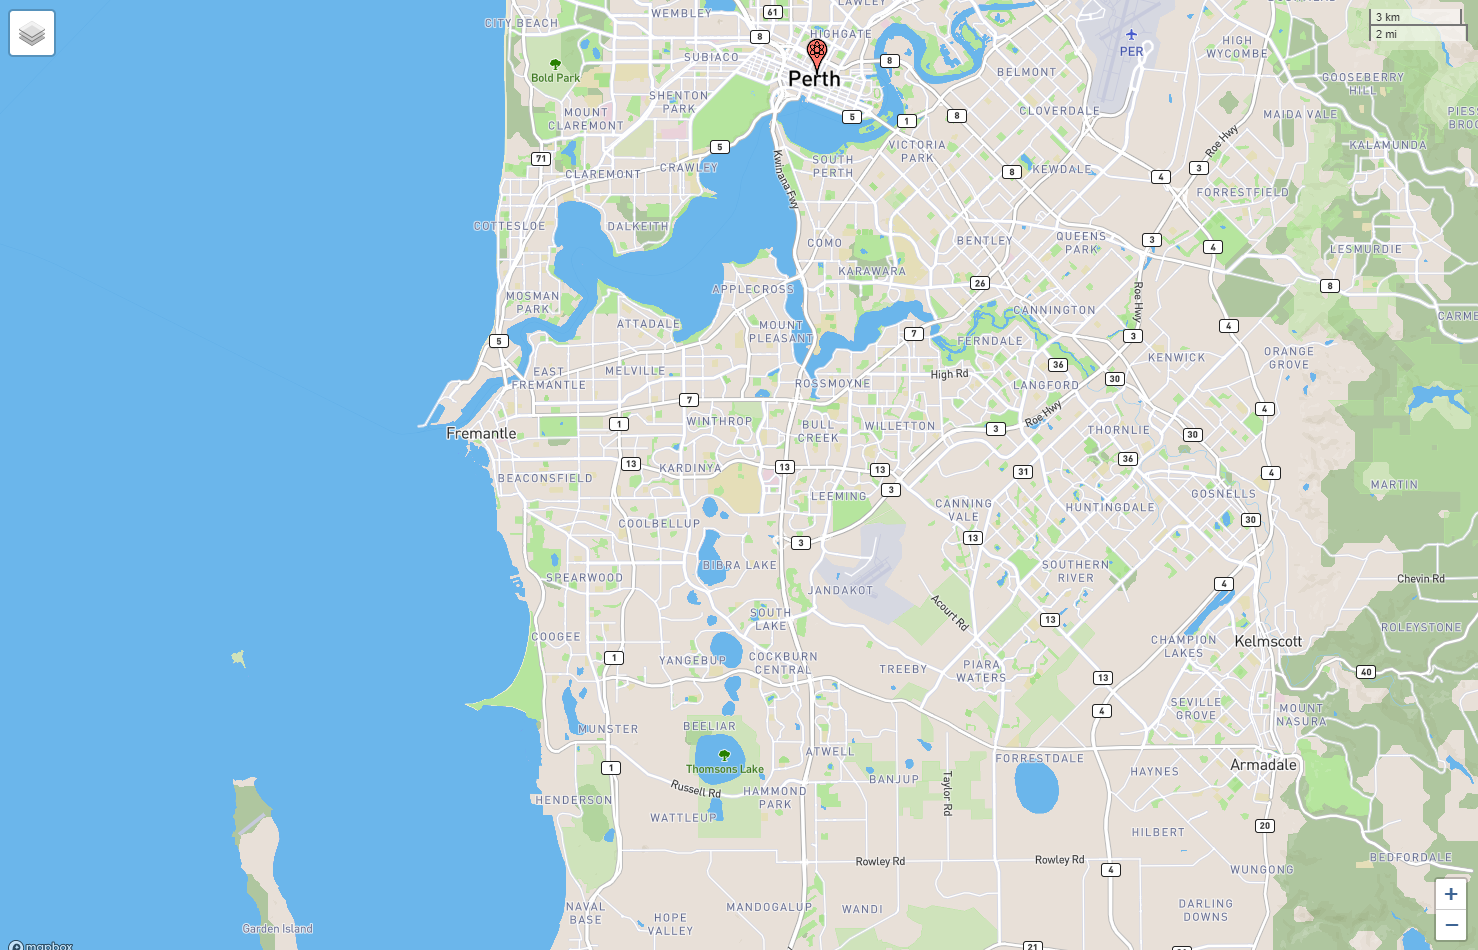 CITY BEACH
WEMBLEY
61
LAWLEY
3 km
2 mi
8
HIGHGATE
PER
HIGH
WYCOMBE
SUBIACO
8
Bold Park
Perth
BELMONT
GOOSEBERRY
HILL
SHENTON
PARK
MOUNT
CLAREMONT
5
1
8
CLOVERDALE
MAIDA VALE
71
5
Kwinana Fwy
SOUTH
PERTH
VICTORIA
PARK
Roe Hwy
KALAMUNDA
CLAREMONT
CRAWLEY
8
KEWDALE
4
3
FORRESTFIELD
COTTESLOE
DALKEITH
COMO
BENTLEY
QUEENS
PARK
3
4
LESMURDIE
KARAWARA
26
8
MOSMAN
PARK
APPLECROSS
Roe Hwy
CANNINGTON
ATTADALE
MOUNT
PLEASANT
7
4
5
FERNDALE
3
KENWICK
ORANGE
GROVE
EAST
FREMANTLE
MELVILLE
ROSSMOYNE
High Rd
36
30
LANGFORD
7
4
1
WINTHROP
BULL
CREEK
WILLETTON
3
Roe Hwy
THORNLIE
30
Fremantle
13
KARDINYA
13
13
31
36
4
BEACONSFIELD
LEEMING
3
CANNING
VALE
HUNTINGDALE
GOSNELLS
MARTIN
COOLBELLUP
13
30
3
BIBRA LAKE
SPEARWOOD
JANDAKOT
SOUTHERN
RIVER
4
Chevin Rd
SOUTH
LAKE
Acourt Rd
13
COOGEE
CHAMPION
LAKES
Kelmscott
ROLEYSTONE
1
YANGEBUP
COCKBURN
CENTRAL
TREEBY
PIARA
WATERS
13
40
4
SEVILLE
GROVE
MOUNT
NASURA
MUNSTER
BEELIAR
ATWELL
FORRESTDALE
1
Thomsons Lake
BANJUP
HAYNES
Armadale
Russell Rd
HAMMOND
PARK
Taylor Rd
HENDERSON
WATTLEUP
20
HILBERT
Rowley Rd
Rowley Rd
BEDFORDALE
4
WUNGONG
NAVAL
BASE
HOPE
VALLEY
MANDOGALUP
WANDI
DARLING
DOWNS
+
Garden Island
−
mapbox
21